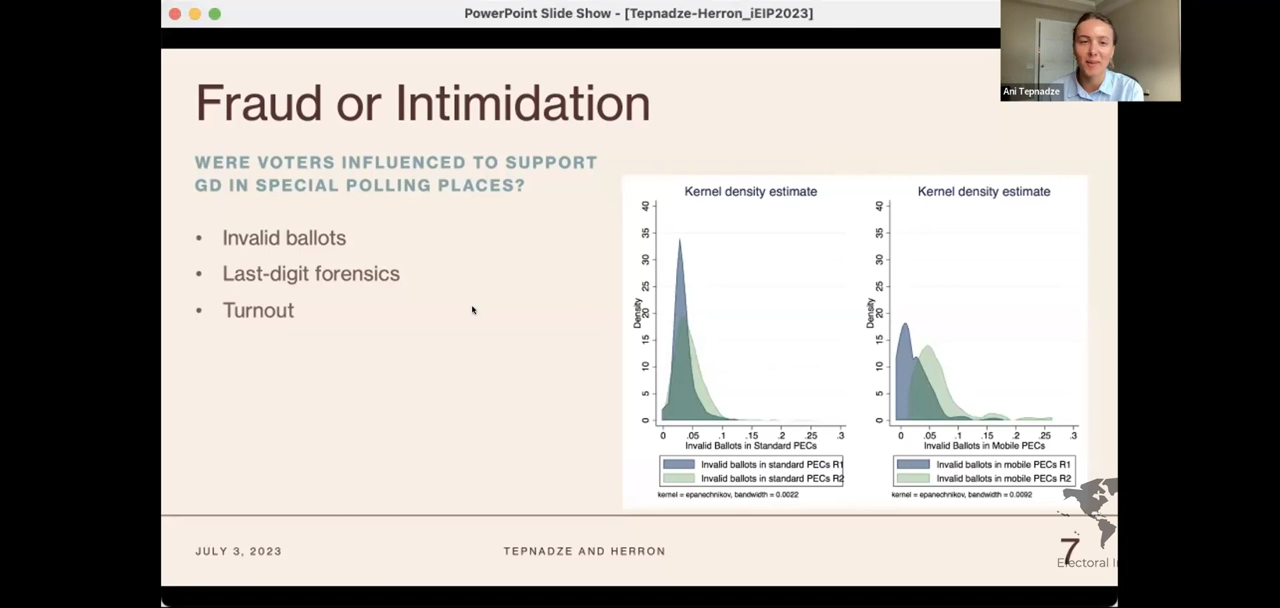 PowerPoint Slide Show - [Tepnadze-Herron_iEIP2023]
Ani Tepnadze
Fraud or Intimidation
WERE VOTERS INFLUENCED TO SUPPORT
GD IN SPECIAL POLLING PLACES?
• Invalid ballots
• Last-digit forensics
• Turnout
Kernel density estimate
Density
0 5 10 15 20 25 30 35 40
0 .05 .1 .15 .2 .25 .3
Invalid Ballots in Standard PECs
Invalid ballots in standard PECs R1
Invalid ballots in standard PECs R2
kernel = epanechnikov, bandwidth = 0.0022
Kernel density estimate
Density
0 5 10 15 20 25 30 35 40
0 .05 .1 .15 .2 .25 .3
Invalid Ballots in Mobile PECs
Invalid ballots in mobile PECs R1
Invalid ballots in mobile PECs R2
kernel = epanechnikov, bandwidth = 0.0092
JULY 3, 2023
TEPNADZE AND HERRON
7
Electoral